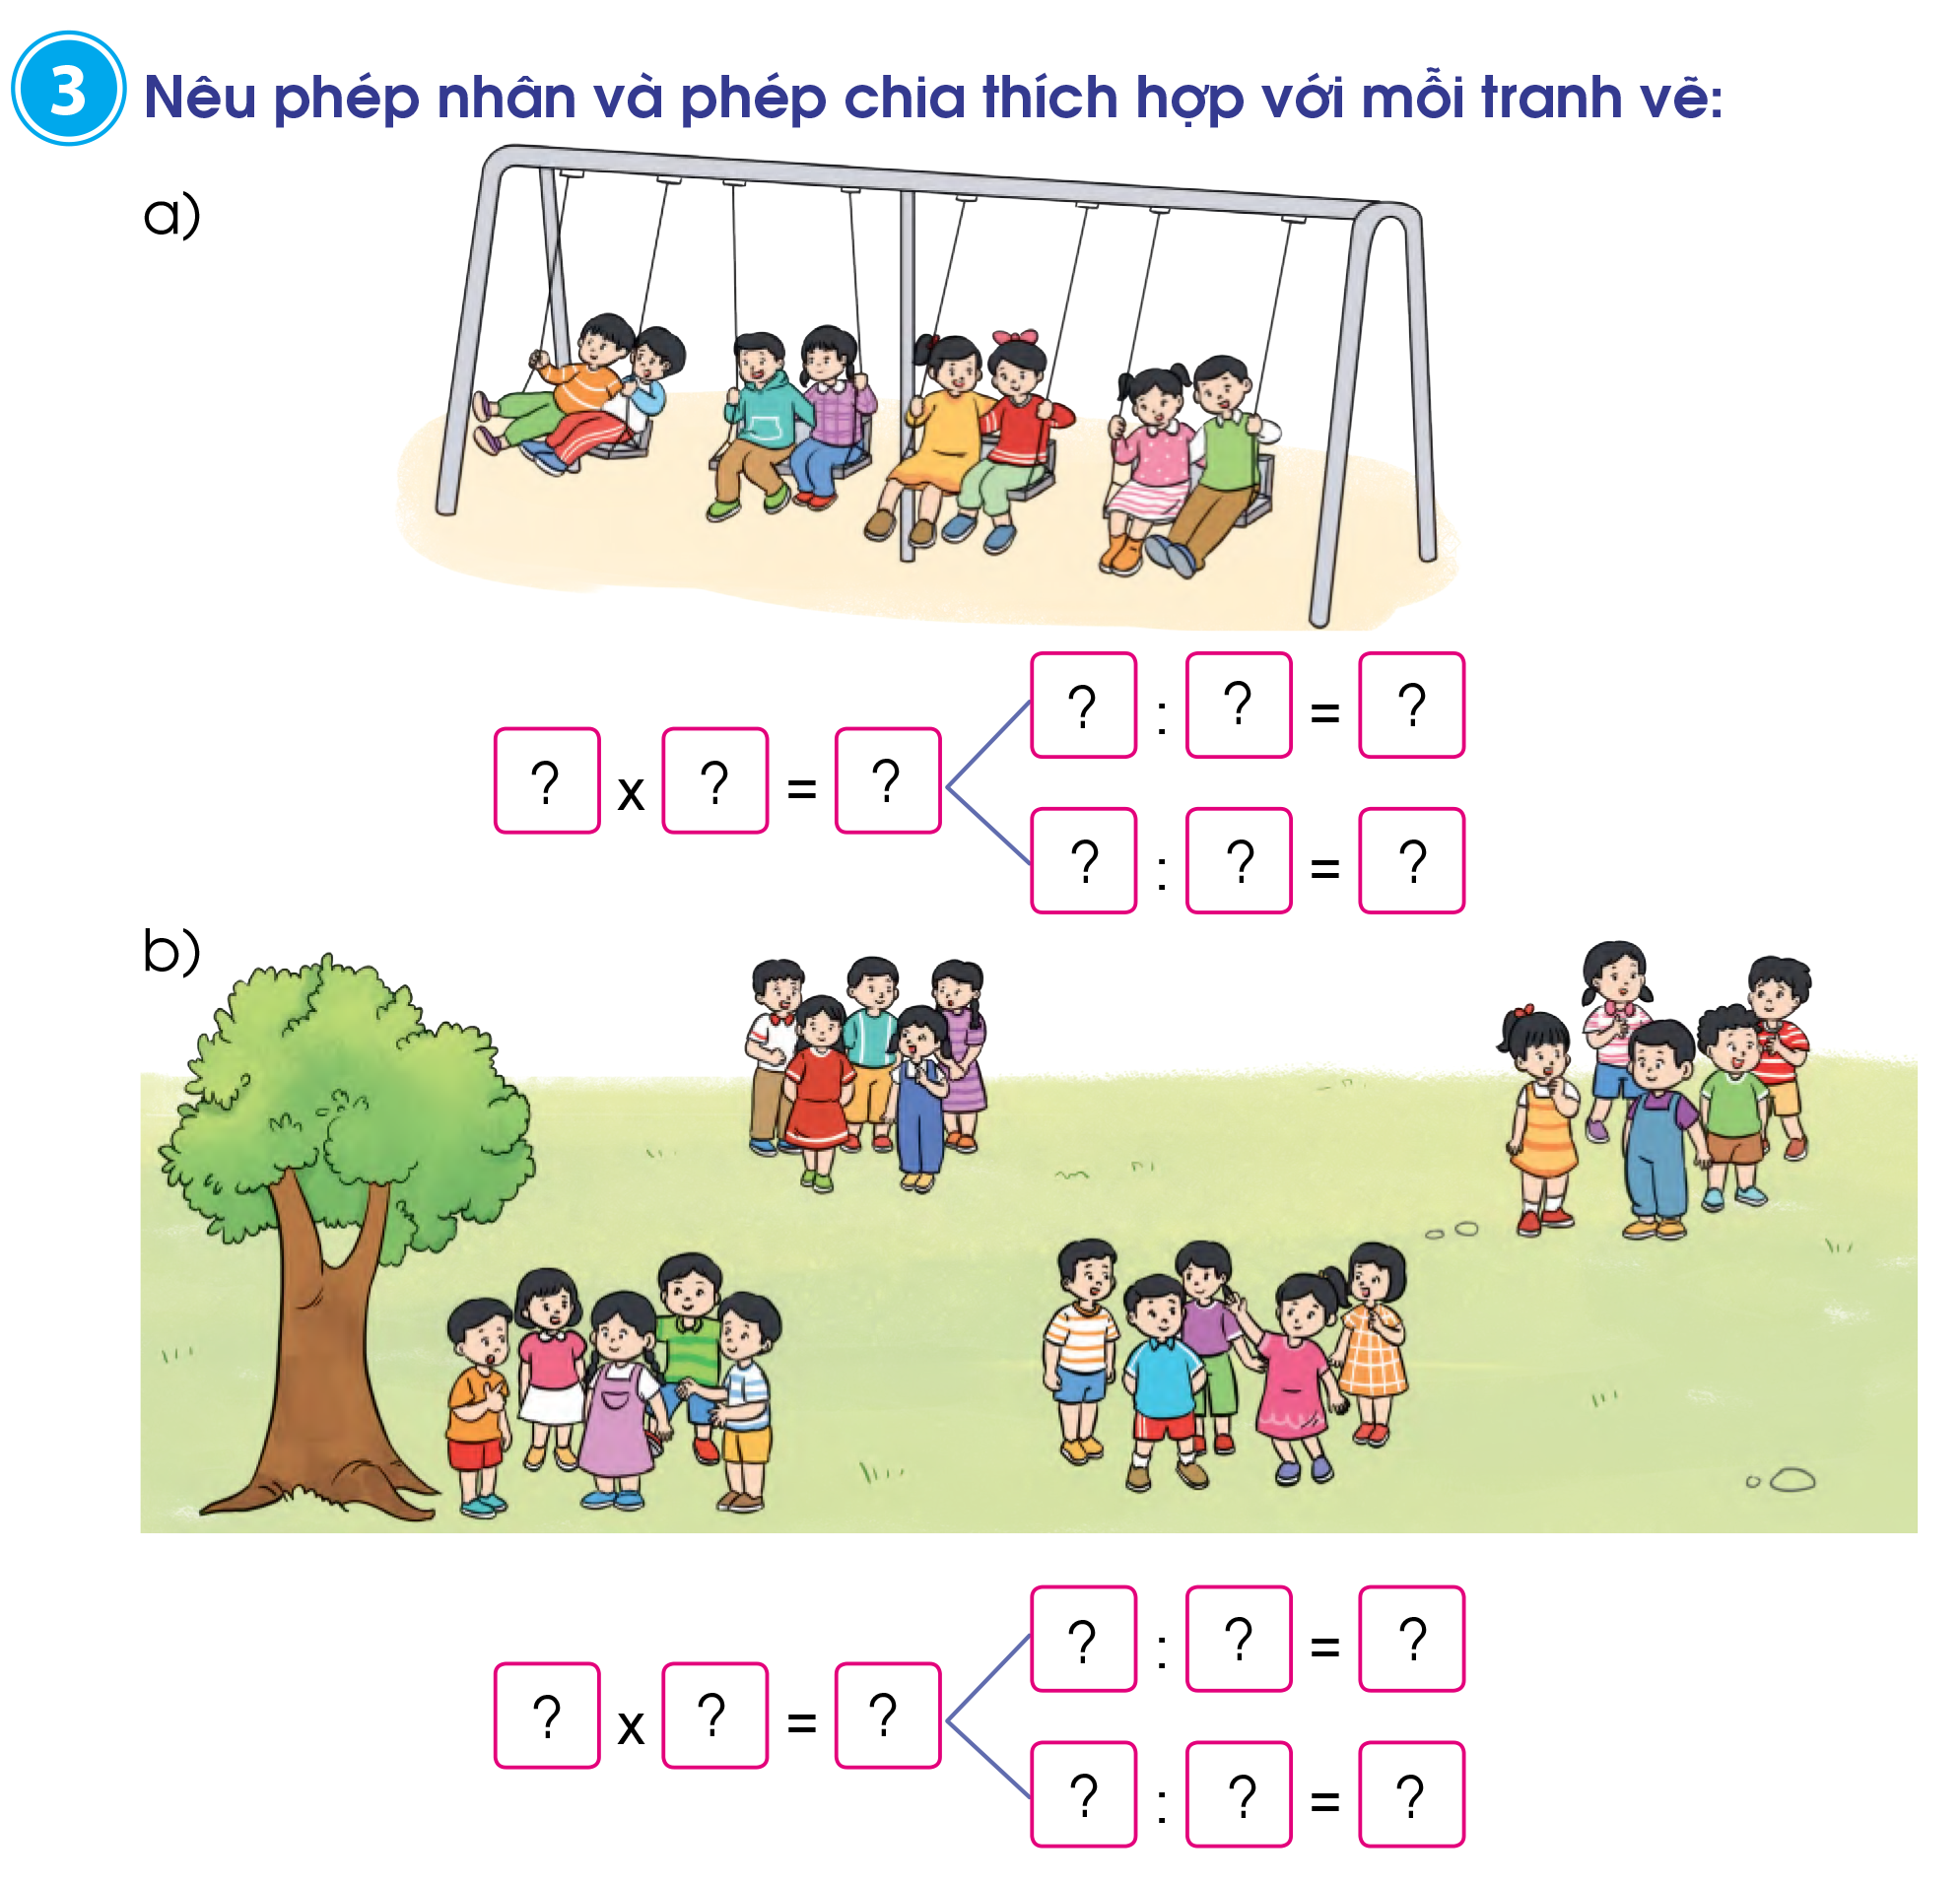 3 Nêu phép nhân và phép chia thích hợp với mỗi tranh vẽ:
a)
? : ? = ?
? x ? = ?
? : ? = ?
b)
? : ? = ?
? x ? = ?
? : ? = ?